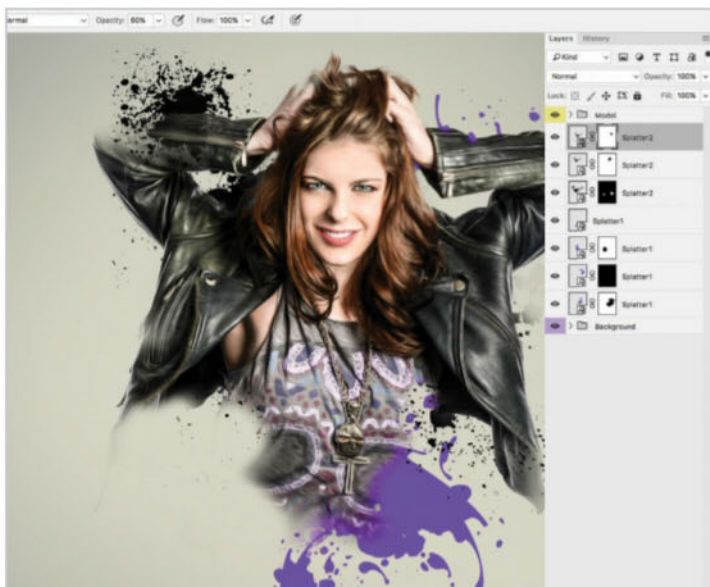 ormal Opacity: 60% Flow: 100%
Layers History
Kind
Normal Opacity: 100%
Lock: Fill: 100%
Model
Splatter2
Splatter2
Splatter2
Splatter1
Splatter1
Splatter1
Splatter1
Background